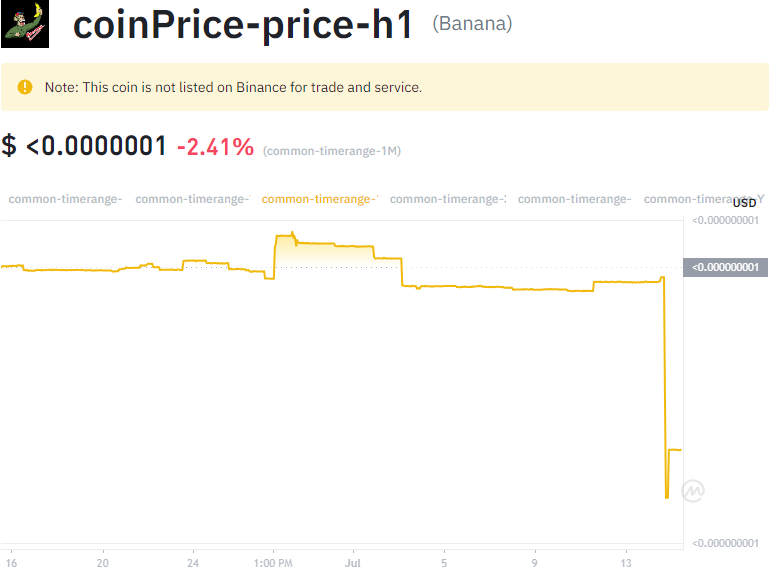 coinPrice-price-h1 (Banana)
Note: This coin is not listed on Binance for trade and service.
$ <0.0000001 -2.41% (common-timerange-1M)
common-timerange- common-timerange- common-timerange- common-timerange- common-timerange- common-timerange-Y
USD
<0.000000001
<0.000000001
<0.000000001
16 20 24 1:00 PM Jul 5 9 13